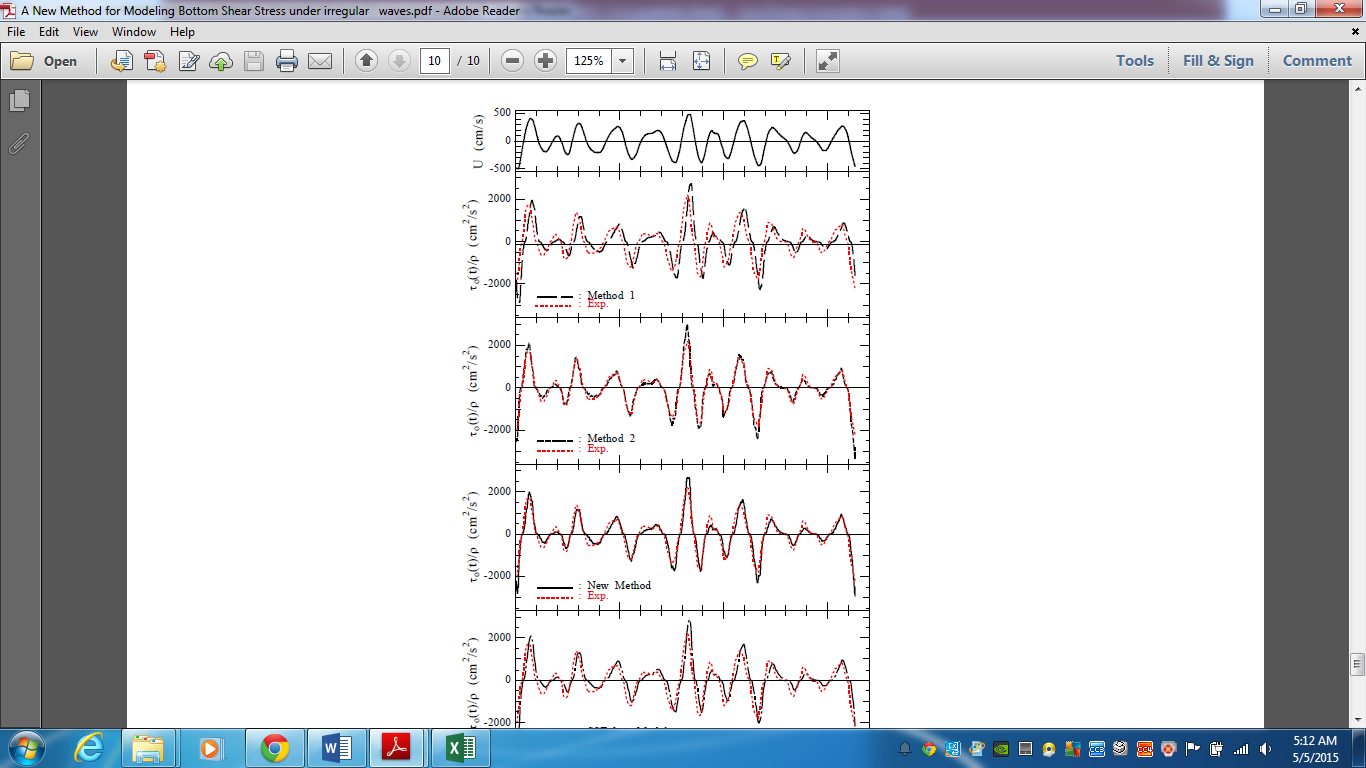 A New Method for Modeling Bottom Shear Stress under irregular waves.pdf - Adobe Reader
File Edit View Window Help
Open 10 / 10 125% Tools Fill & Sign Comment
500
0
-500
U (cm/s)
2000
0
-2000
τ₀(t)/ρ (cm²/s²)
: Method 1
: Exp.
2000
0
-2000
τ₀(t)/ρ (cm²/s²)
: Method 2
: Exp.
2000
0
-2000
τ₀(t)/ρ (cm²/s²)
: New Method
: Exp.
2000
0
-2000
τ₀(t)/ρ (cm²/s²)
5:12 AM
5/5/2015